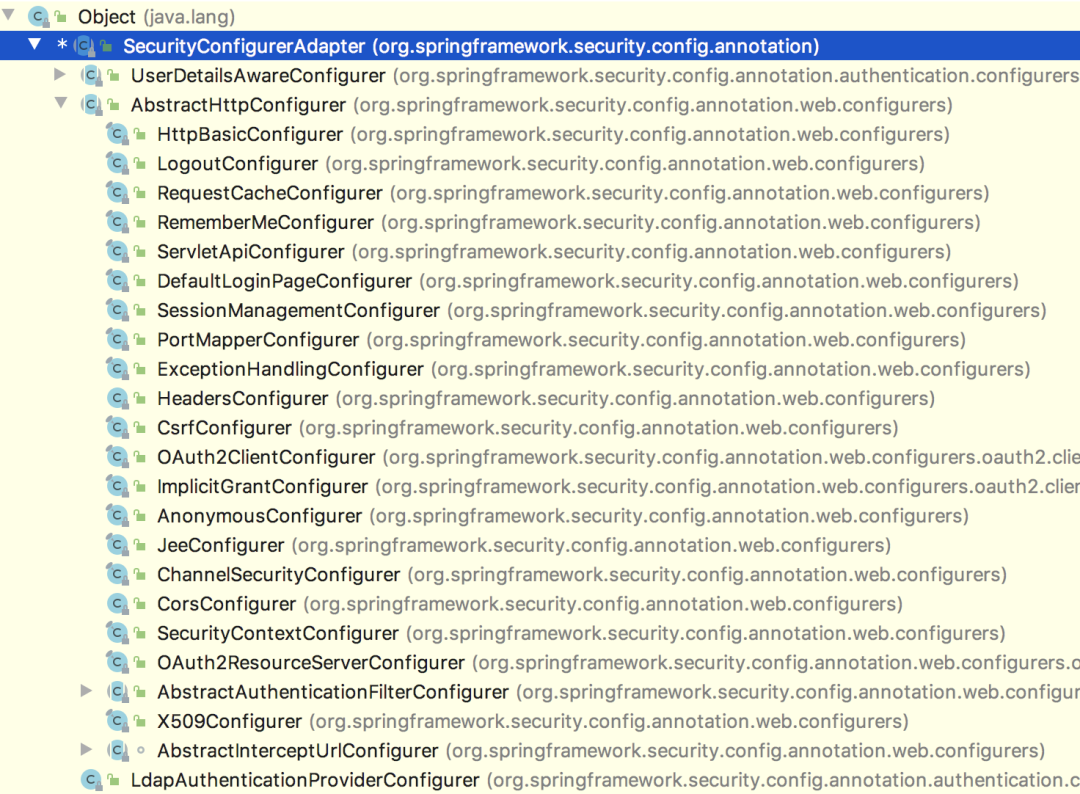 Object (java.lang)
* SecurityConfigurerAdapter (org.springframework.security.config.annotation)
UserDetailsAwareConfigurer (org.springframework.security.config.annotation.authentication.configurers
AbstractHttpConfigurer (org.springframework.security.config.annotation.web.configurers)
HttpBasicConfigurer (org.springframework.security.config.annotation.web.configurers)
LogoutConfigurer (org.springframework.security.config.annotation.web.configurers)
RequestCacheConfigurer (org.springframework.security.config.annotation.web.configurers)
RememberMeConfigurer (org.springframework.security.config.annotation.web.configurers)
ServletApiConfigurer (org.springframework.security.config.annotation.web.configurers)
DefaultLoginPageConfigurer (org.springframework.security.config.annotation.web.configurers)
SessionManagementConfigurer (org.springframework.security.config.annotation.web.configurers)
PortMapperConfigurer (org.springframework.security.config.annotation.web.configurers)
ExceptionHandlingConfigurer (org.springframework.security.config.annotation.web.configurers)
HeadersConfigurer (org.springframework.security.config.annotation.web.configurers)
CsrfConfigurer (org.springframework.security.config.annotation.web.configurers)
OAuth2ClientConfigurer (org.springframework.security.config.annotation.web.configurers.oauth2.clie
ImplicitGrantConfigurer (org.springframework.security.config.annotation.web.configurers.oauth2.clien
AnonymousConfigurer (org.springframework.security.config.annotation.web.configurers)
JeeConfigurer (org.springframework.security.config.annotation.web.configurers)
ChannelSecurityConfigurer (org.springframework.security.config.annotation.web.configurers)
CorsConfigurer (org.springframework.security.config.annotation.web.configurers)
SecurityContextConfigurer (org.springframework.security.config.annotation.web.configurers)
OAuth2ResourceServerConfigurer (org.springframework.security.config.annotation.web.configurers.o
AbstractAuthenticationFilterConfigurer (org.springframework.security.config.annotation.web.configur
X509Configurer (org.springframework.security.config.annotation.web.configurers)
AbstractInterceptUrlConfigurer (org.springframework.security.config.annotation.web.configurers)
LdapAuthenticationProviderConfigurer (org.springframework.security.config.annotation.authentication.c